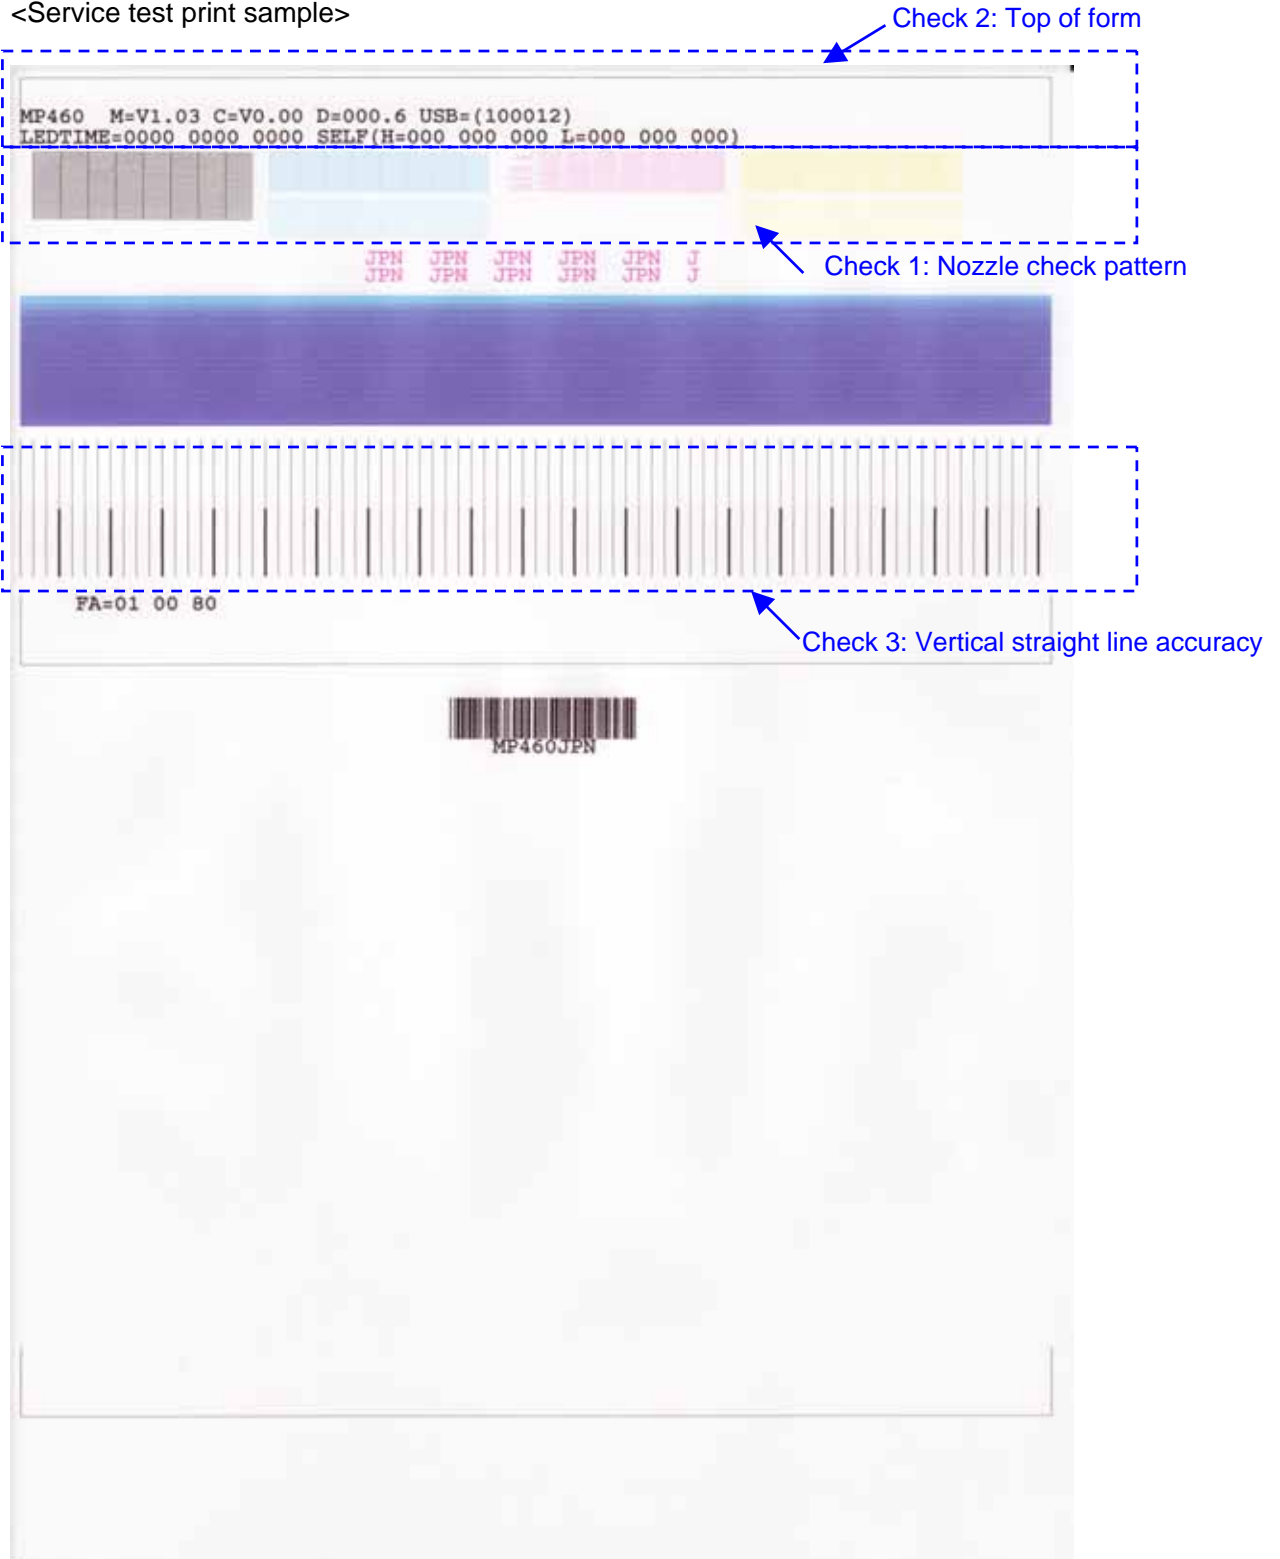 <Service test print sample>
Check 2: Top of form
MP460 M=V1.03 C=V0.00 D=000.6 USB=(100012)
LEDTIME=0000 0000 0000 SELF(H=000 000 000 L=000 000 000)
JPN JPN JPN JPN JPN J
JPN JPN JPN JPN JPN J
Check 1: Nozzle check pattern
FA=01 00 80
Check 3: Vertical straight line accuracy
MP460JPN